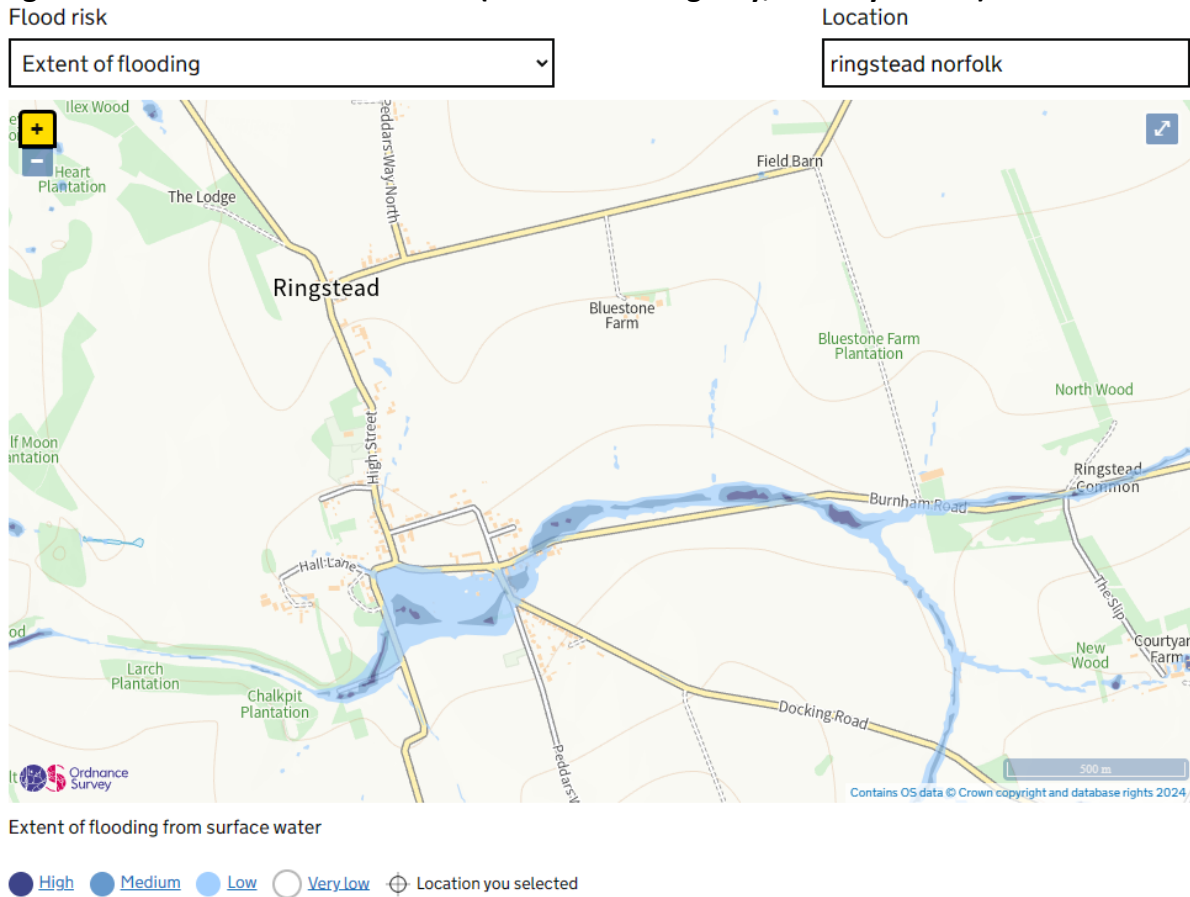 Flood risk
Location
Extent of flooding
ringstead norfolk
Ilex Wood
+
−
Heart
Plantation
The Lodge
Peddars Way North
Field Barn
Ringstead
Bluestone
Farm
Bluestone Farm
Plantation
North Wood
High Street
lf Moon
antation
Ringstead
Common
Burnham Road
Hall Lane
The Slip
od
Larch
Plantation
Chalkpit
Plantation
New
Wood
Courtyar
Farm
Docking Road
Peddars W
Ordnance
Survey
500 m
Contains OS data © Crown copyright and database rights 2024
Extent of flooding from surface water
High Medium Low Very low Location you selected